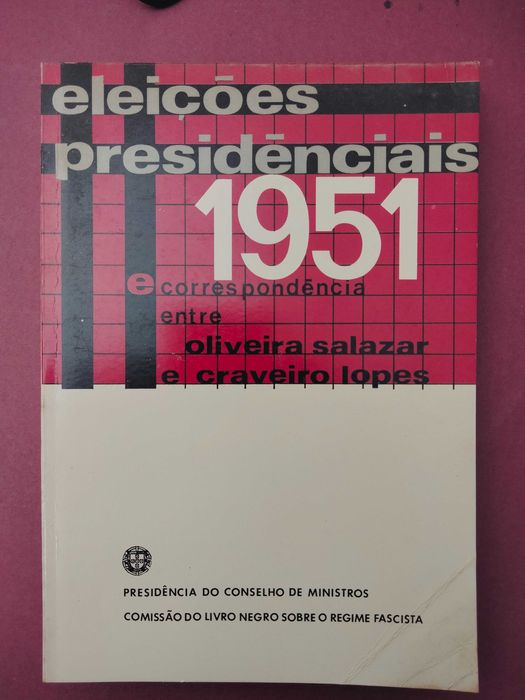 eleições
presidênciais
1951
e correspondência
entre
oliveira salazar
e craveiro lopes
PRESIDÊNCIA DO CONSELHO DE MINISTROS
COMISSÃO DO LIVRO NEGRO SOBRE O REGIME FASCISTA